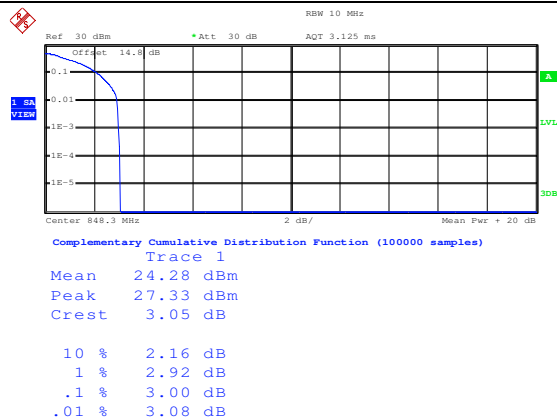 R S
RBW 10 MHz
Ref 30 dBm *Att 30 dB AQT 3.125 ms
Offset 14.8 dB
0.1
0.01
1E-3
1E-4
1E-5
1 SA
VIEW
A
LVL
3DB
Center 848.3 MHz 2 dB/ Mean Pwr + 20 dB
Complementary Cumulative Distribution Function (100000 samples)
Trace 1
Mean 24.28 dBm
Peak 27.33 dBm
Crest 3.05 dB
10 % 2.16 dB
1 % 2.92 dB
.1 % 3.00 dB
.01 % 3.08 dB